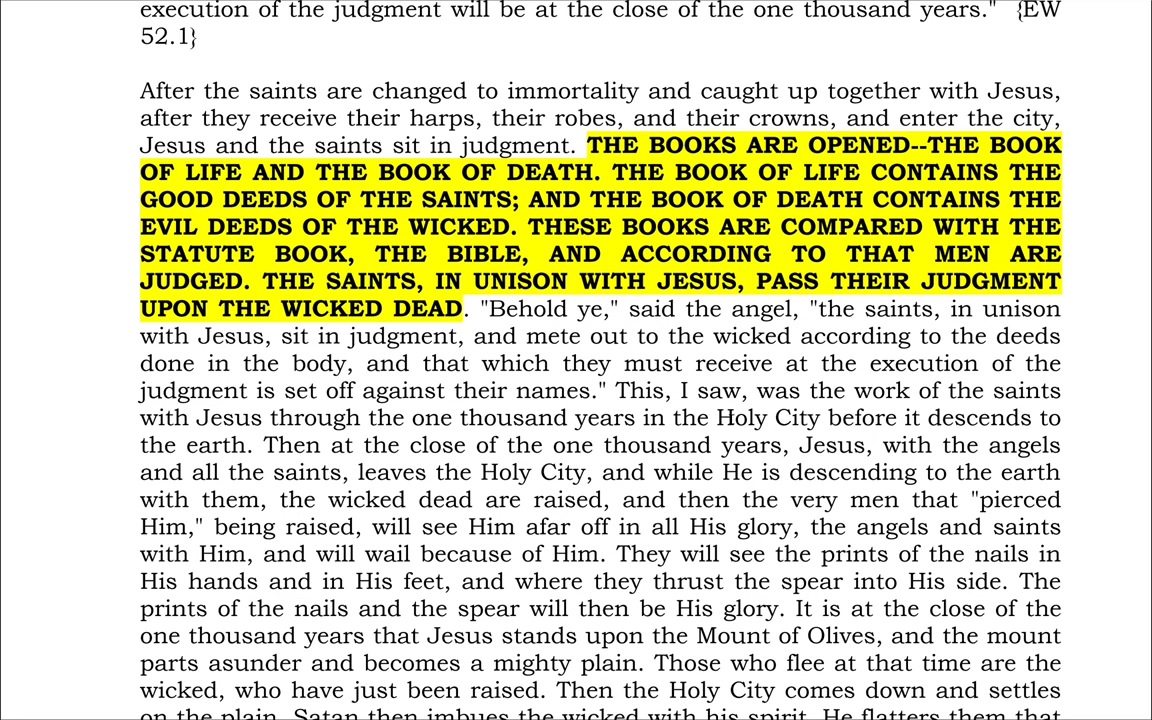 execution of the judgment will be at the close of the one thousand years."  {EW
52.1}
After the saints are changed to immortality and caught up together with Jesus,
after they receive their harps, their robes, and their crowns, and enter the city,
Jesus and the saints sit in judgment. THE BOOKS ARE OPENED--THE BOOK
OF LIFE AND THE BOOK OF DEATH. THE BOOK OF LIFE CONTAINS THE
GOOD DEEDS OF THE SAINTS; AND THE BOOK OF DEATH CONTAINS THE
EVIL DEEDS OF THE WICKED. THESE BOOKS ARE COMPARED WITH THE
STATUTE BOOK, THE BIBLE, AND ACCORDING TO THAT MEN ARE
JUDGED. THE SAINTS, IN UNISON WITH JESUS, PASS THEIR JUDGMENT
UPON THE WICKED DEAD. "Behold ye," said the angel, "the saints, in unison
with Jesus, sit in judgment, and mete out to the wicked according to the deeds
done in the body, and that which they must receive at the execution of the
judgment is set off against their names." This, I saw, was the work of the saints
with Jesus through the one thousand years in the Holy City before it descends to
the earth. Then at the close of the one thousand years, Jesus, with the angels
and all the saints, leaves the Holy City, and while He is descending to the earth
with them, the wicked dead are raised, and then the very men that "pierced
Him," being raised, will see Him afar off in all His glory, the angels and saints
with Him, and will wail because of Him. They will see the prints of the nails in
His hands and in His feet, and where they thrust the spear into His side. The
prints of the nails and the spear will then be His glory. It is at the close of the
one thousand years that Jesus stands upon the Mount of Olives, and the mount
parts asunder and becomes a mighty plain. Those who flee at that time are the
wicked, who have just been raised. Then the Holy City comes down and settles
on the plain. Satan then imbues the wicked with his spirit. He flatters them that